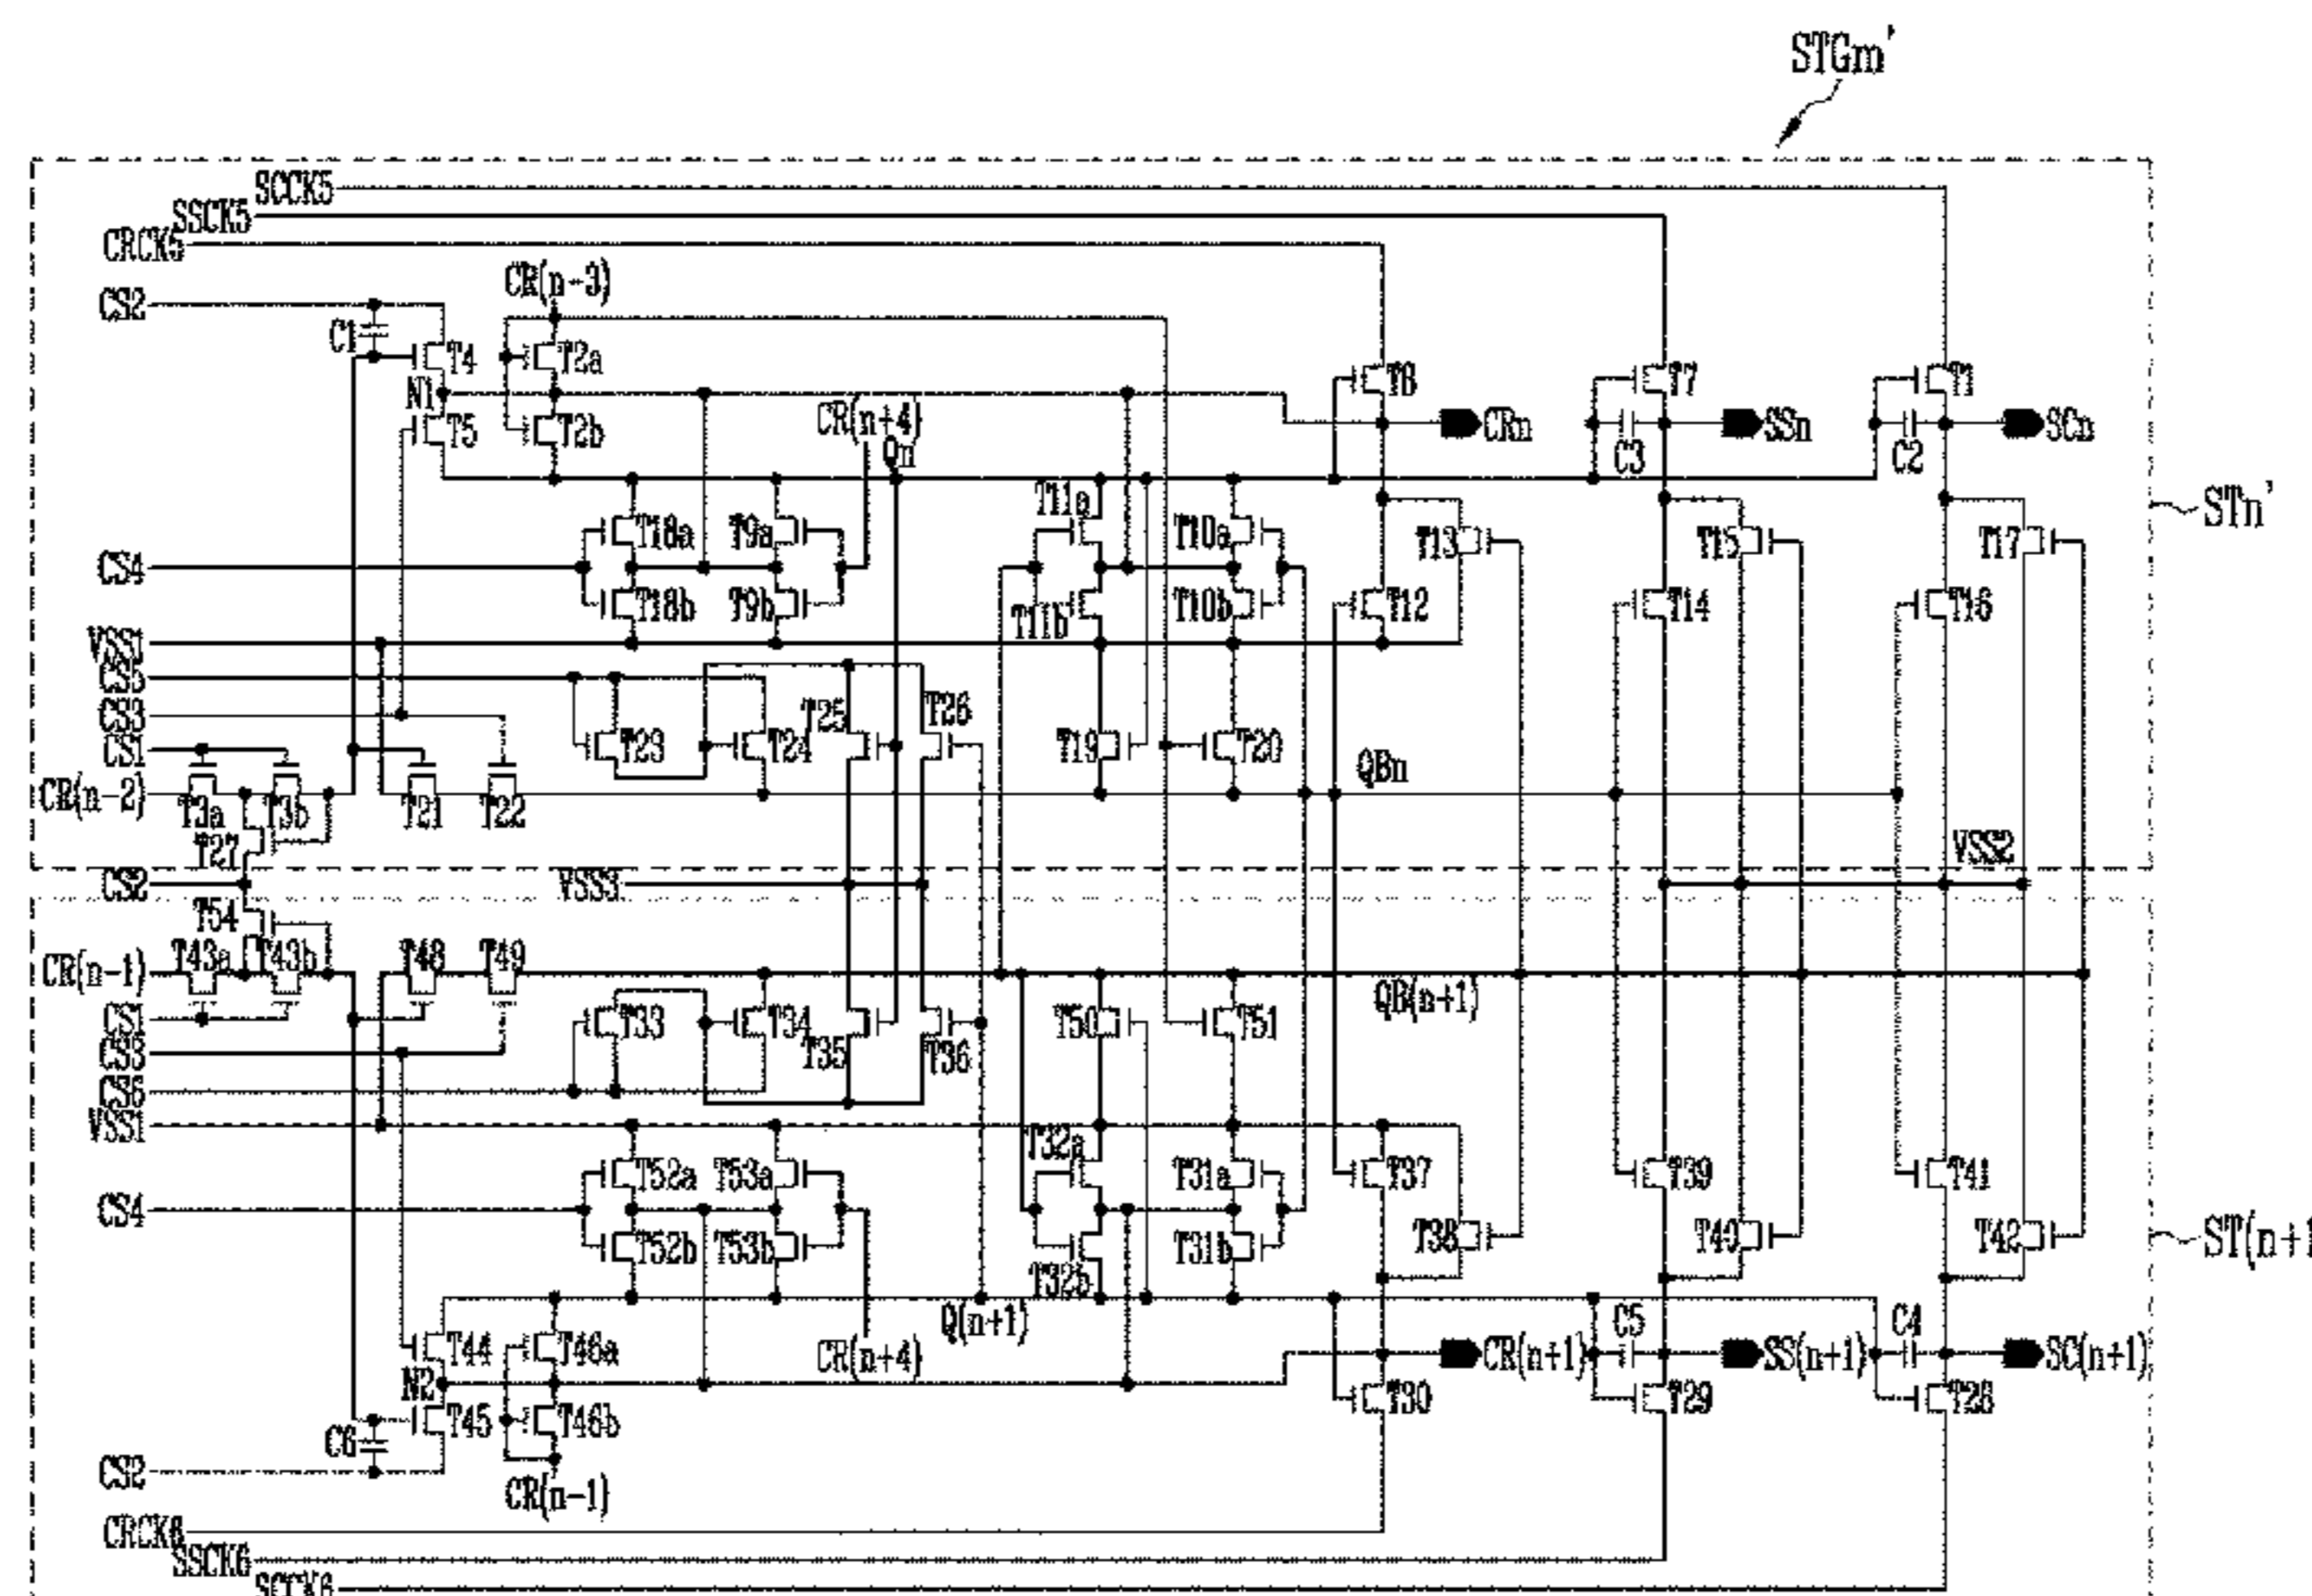 STGm'
SCCK5
SSCK5
CRCK5
CR(n-3)
CS2
C1
T4
T2a
T6
T7
T1
N1
T5
T2b
CR(n+4)
CRn
SSn
SCn
Qn
C3
C2
T11a
T18a
T9a
T10a
T13
T15
T17
STn'
CS4
T18b
T9b
T11b
T10b
T12
T14
T16
VSS1
CS5
CS3
T25
T26
CS1
T23
T24
T19
T20
QBn
CR(n-2)
T3a
T3b
T21
T22
T27
VSS2
CS2
VSS3
T54
CR(n-1)
T43a
T43b
T48
T49
QB(n+1)
CS1
T33
T34
T50
T51
CS3
T35
T36
CS6
VSS1
T32a
T52a
T53a
T31a
T37
T39
T41
CS4
T52b
T53b
T32b
T31b
T38
T40
T42
ST(n+1
Q(n+1)
C5
C4
T44
T46a
CR(n+4)
CR(n+1)
SS(n+1)
SC(n+1)
N2
T45
T46b
T30
T29
T28
C6
CS2
CR(n-1)
CRCK6
SSCK6
SCCK6